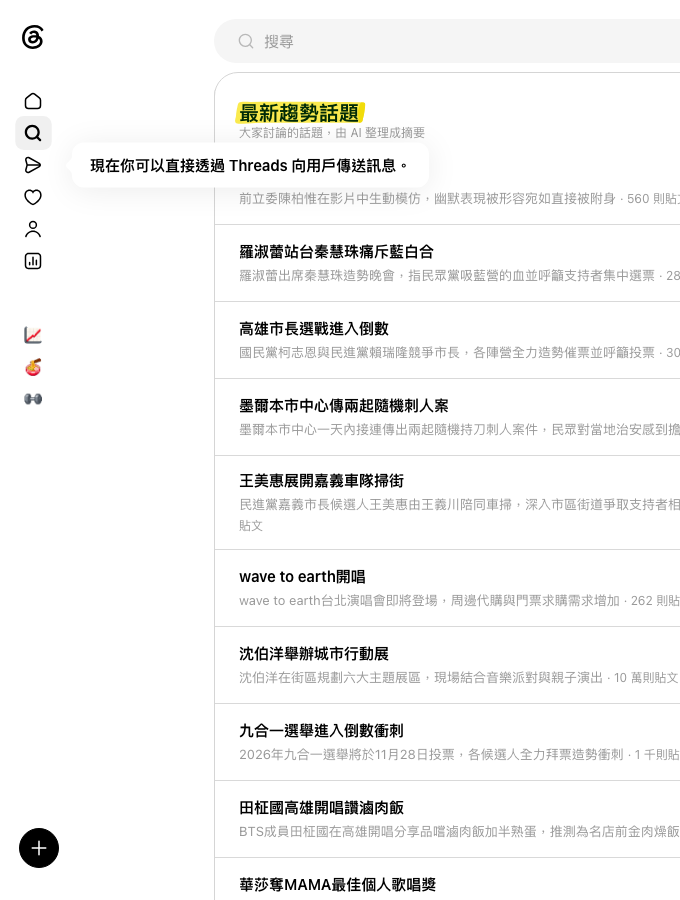 搜尋
最新趨勢話題
大家討論的話題，由 AI 整理成摘要
現在你可以直接透過 Threads 向用戶傳送訊息。
前立委陳柏惟在影片中生動模仿，幽默表現被形容宛如直接被附身 · 560 則貼文
羅淑蕾站台秦慧珠痛斥藍白合
羅淑蕾出席秦慧珠造勢晚會，指民眾黨吸藍營的血並呼籲支持者集中選票 · 28
高雄市長選戰進入倒數
國民黨柯志恩與民進黨賴瑞隆競爭市長，各陣營全力造勢催票並呼籲投票 · 30
墨爾本市中心傳兩起隨機刺人案
墨爾本市中心一天內接連傳出兩起隨機持刀刺人案件，民眾對當地治安感到擔
王美惠展開嘉義車隊掃街
民進黨嘉義市長候選人王美惠由王義川陪同車掃，深入市區街道爭取支持者相
貼文
wave to earth開唱
wave to earth台北演唱會即將登場，周邊代購與門票求購需求增加 · 262 則貼
沈伯洋舉辦城市行動展
沈伯洋在街區規劃六大主題展區，現場結合音樂派對與親子演出 · 10 萬則貼文
九合一選舉進入倒數衝刺
2026年九合一選舉將於11月28日投票，各候選人全力拜票造勢衝刺 · 1 千則貼
田柾國高雄開唱讚滷肉飯
BTS成員田柾國在高雄開唱分享品嚐滷肉飯加半熟蛋，推測為名店前金肉燥飯
華莎奪MAMA最佳個人歌唱獎